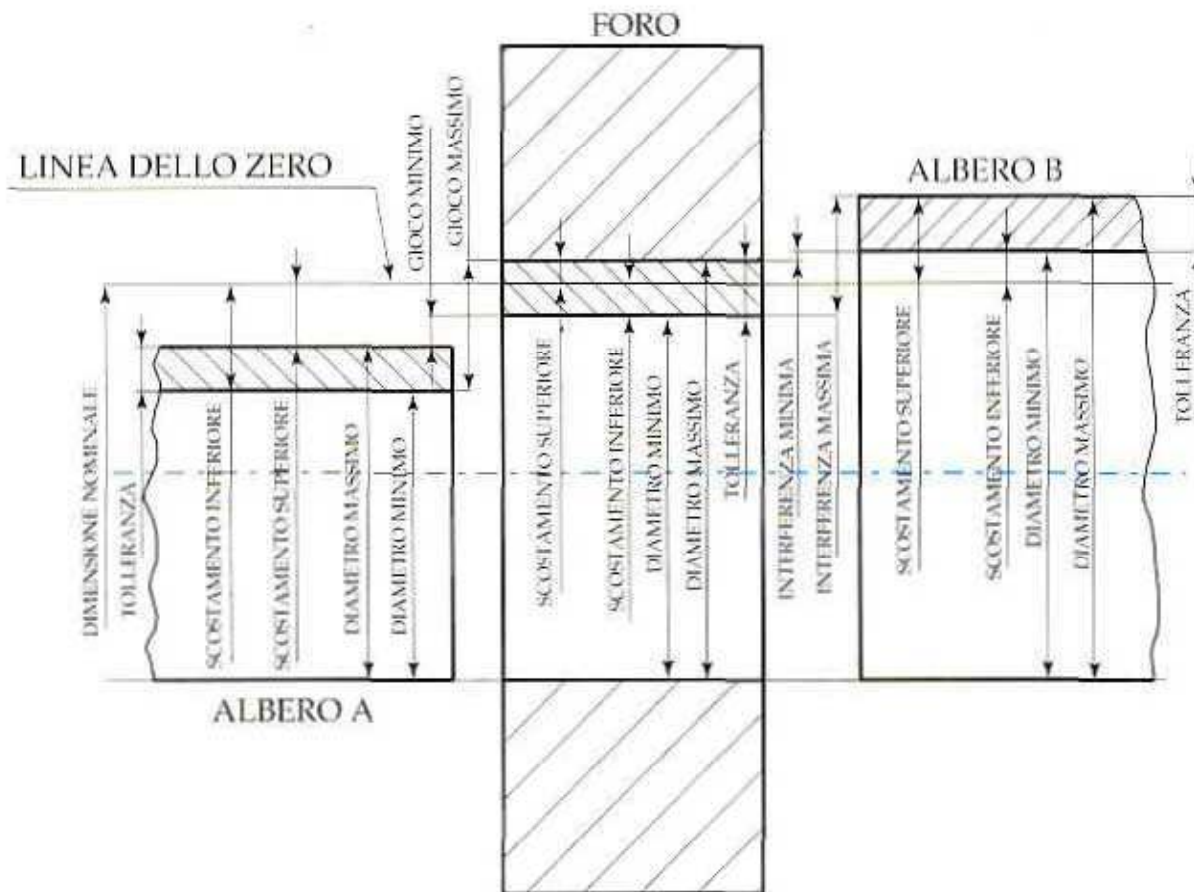 FORO
LINEA DELLO ZERO
GIOCO MINIMO
GIOCO MASSIMO
ALBERO B
DIMENSIONE NOMINALE
TOLLERANZA
SCOSTAMENTO INFERIORE
SCOSTAMENTO SUPERIORE
DIAMETRO MASSIMO
DIAMETRO MINIMO
SCOSTAMENTO SUPERIORE
SCOSTAMENTO INFERIORE
DIAMETRO MINIMO
DIAMETRO MASSIMO
TOLLERANZA
INTERFERENZA MINIMA
INTERFERENZA MASSIMA
SCOSTAMENTO SUPERIORE
SCOSTAMENTO INFERIORE
DIAMETRO MINIMO
DIAMETRO MASSIMO
TOLLERANZA
ALBERO A